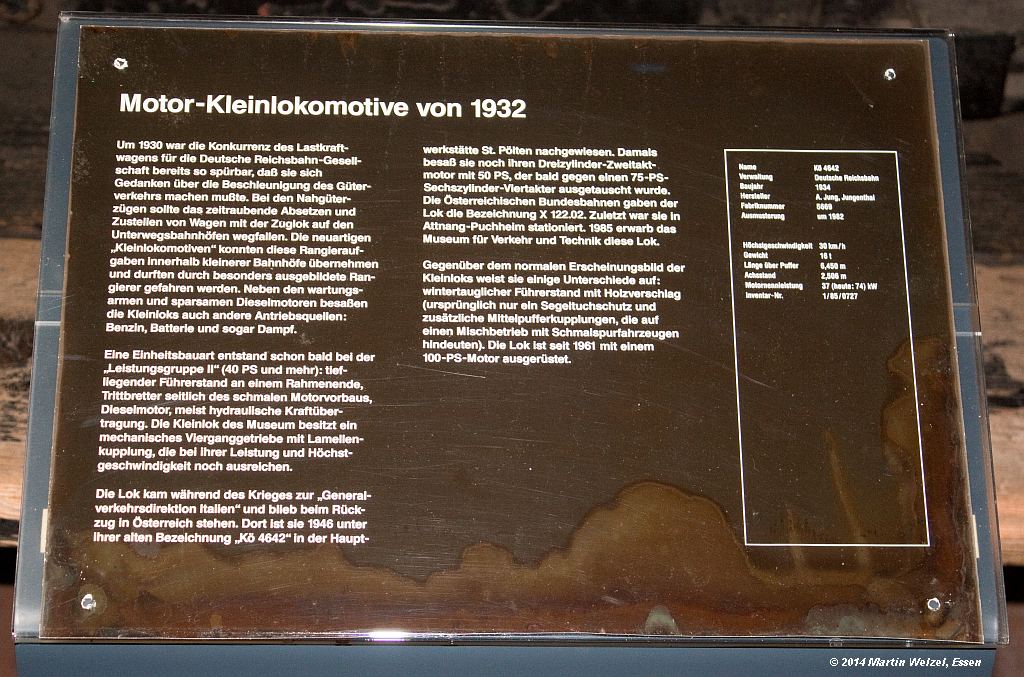 Motor-Kleinlokomotive von 1932
Um 1930 war die Konkurrenz des Lastkraft-
wagens für die Deutsche Reichsbahn-Gesell-
schaft bereits so spürbar, daß sie sich
Gedanken über die Beschleunigung des Güter-
verkehrs machen mußte. Bei den Nahgüter-
zügen sollte das zeitraubende Absetzen und
Zustellen von Wagen mit der Zuglok auf den
Unterwegsbahnhöfen wegfallen. Die neuartigen
„Kleinlokomotiven" konnten diese Rangierauf-
gaben innerhalb kleinerer Bahnhöfe übernehmen
und durften durch besonders ausgebildete Ran-
gierer gefahren werden. Neben den wartungs-
armen und sparsamen Dieselmotoren besaßen
die Kleinloks auch andere Antriebsquellen:
Benzin, Batterie und sogar Dampf.
Eine Einheitsbauart entstand schon bald bei der
„Leistungsgruppe II" (40 PS und mehr): tief-
liegender Führerstand an einem Rahmenende,
Trittbretter seitlich des schmalen Motorvorbaus,
Dieselmotor, meist hydraulische Kraftüber-
tragung. Die Kleinlok des Museum besitzt ein
mechanisches Vierganggetriebe mit Lamellen-
kupplung, die bei ihrer Leistung und Höchst-
geschwindigkeit noch ausreichen.
Die Lok kam während des Krieges zur „General-
verkehrsdirektion Italien" und blieb beim Rück-
zug in Österreich stehen. Dort ist sie 1946 unter
ihrer alten Bezeichnung „Kö 4642" in der Haupt-
werkstätte St. Pölten nachgewiesen. Damals
besaß sie noch ihren Dreizylinder-Zweitakt-
motor mit 50 PS, der bald gegen einen 75-PS-
Sechszylinder-Viertakter ausgetauscht wurde.
Die Österreichischen Bundesbahnen gaben der
Lok die Bezeichnung X 122.02. Zuletzt war sie in
Attnang-Puchheim stationiert. 1985 erwarb das
Museum für Verkehr und Technik diese Lok.
Gegenüber dem normalen Erscheinungsbild der
Kleinloks weist sie einige Unterschiede auf:
wintertauglicher Führerstand mit Holzverschlag
(ursprünglich nur ein Segeltuchschutz und
zusätzliche Mittelpufferkupplungen, die auf
einen Mischbetrieb mit Schmalspurfahrzeugen
hindeuten). Die Lok ist seit 1961 mit einem
100-PS-Motor ausgerüstet.
Name Kö 4642
Verwaltung Deutsche Reichsbahn
Baujahr 1934
Hersteller A. Jung, Jungenthal
Fabriknummer 5669
Ausmusterung um 1982
Höchstgeschwindigkeit 30 km/h
Gewicht 16 t
Länge über Puffer 6,450 m
Achsstand 2,506 m
Motorennleistung 37 (heute: 74) kW
Inventar-Nr. 1/85/0727
© 2014 Martin Welzel, Essen